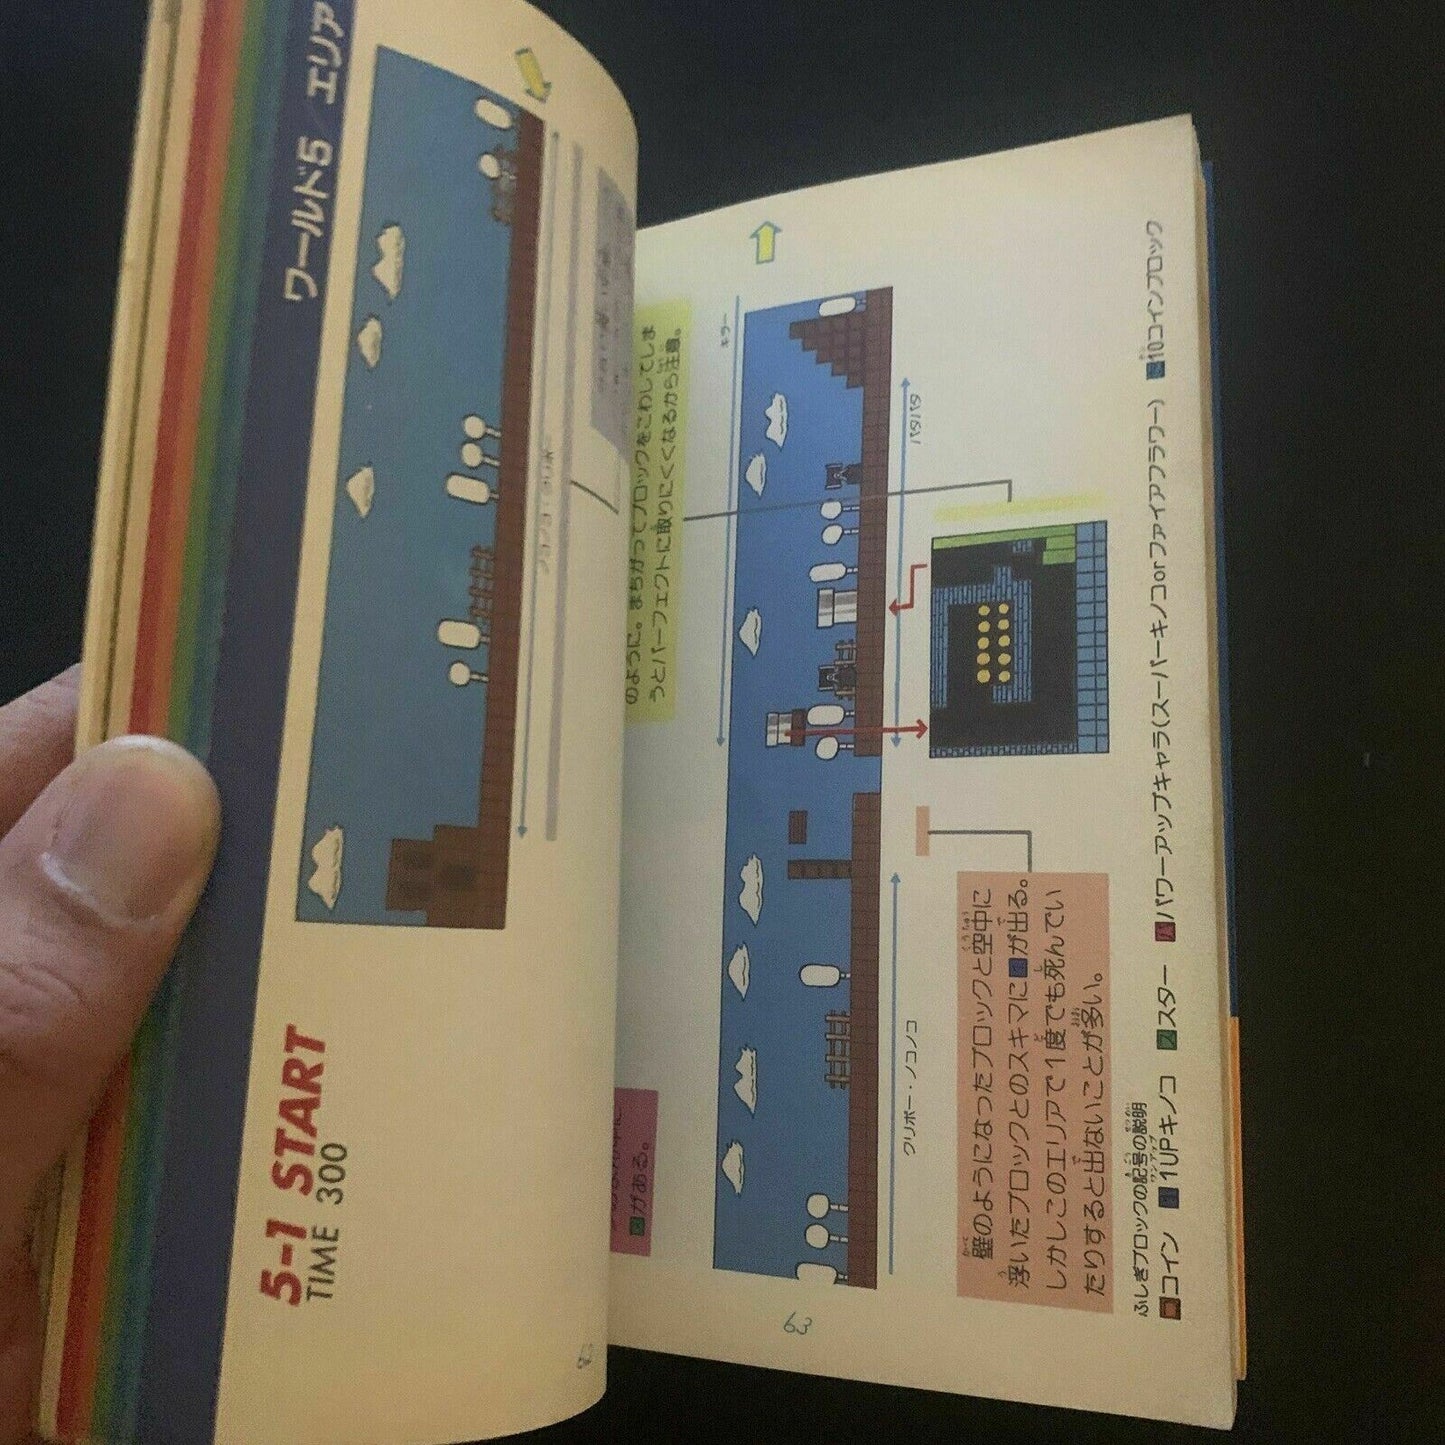 ワールド5/エリア
5-1 START
TIME 300
のように。まちがってブロックをこわしてしま
うとパーフェクトに取りにくくなるから注意。
がある。
キラー
パタパタ
クリボー・ノコノコ
壁のようになったブロックと空中に
浮いたブロックとのスキマに■が出る。
しかしこのエリアで1度でも死んでい
たりすると出ないことが多い。
ふしぎブロックの記号の説明
コイン 1UPキノコ スター パワーアップキャラ(スーパーキノコorファイアフラワー) 10コインブロック
62
63